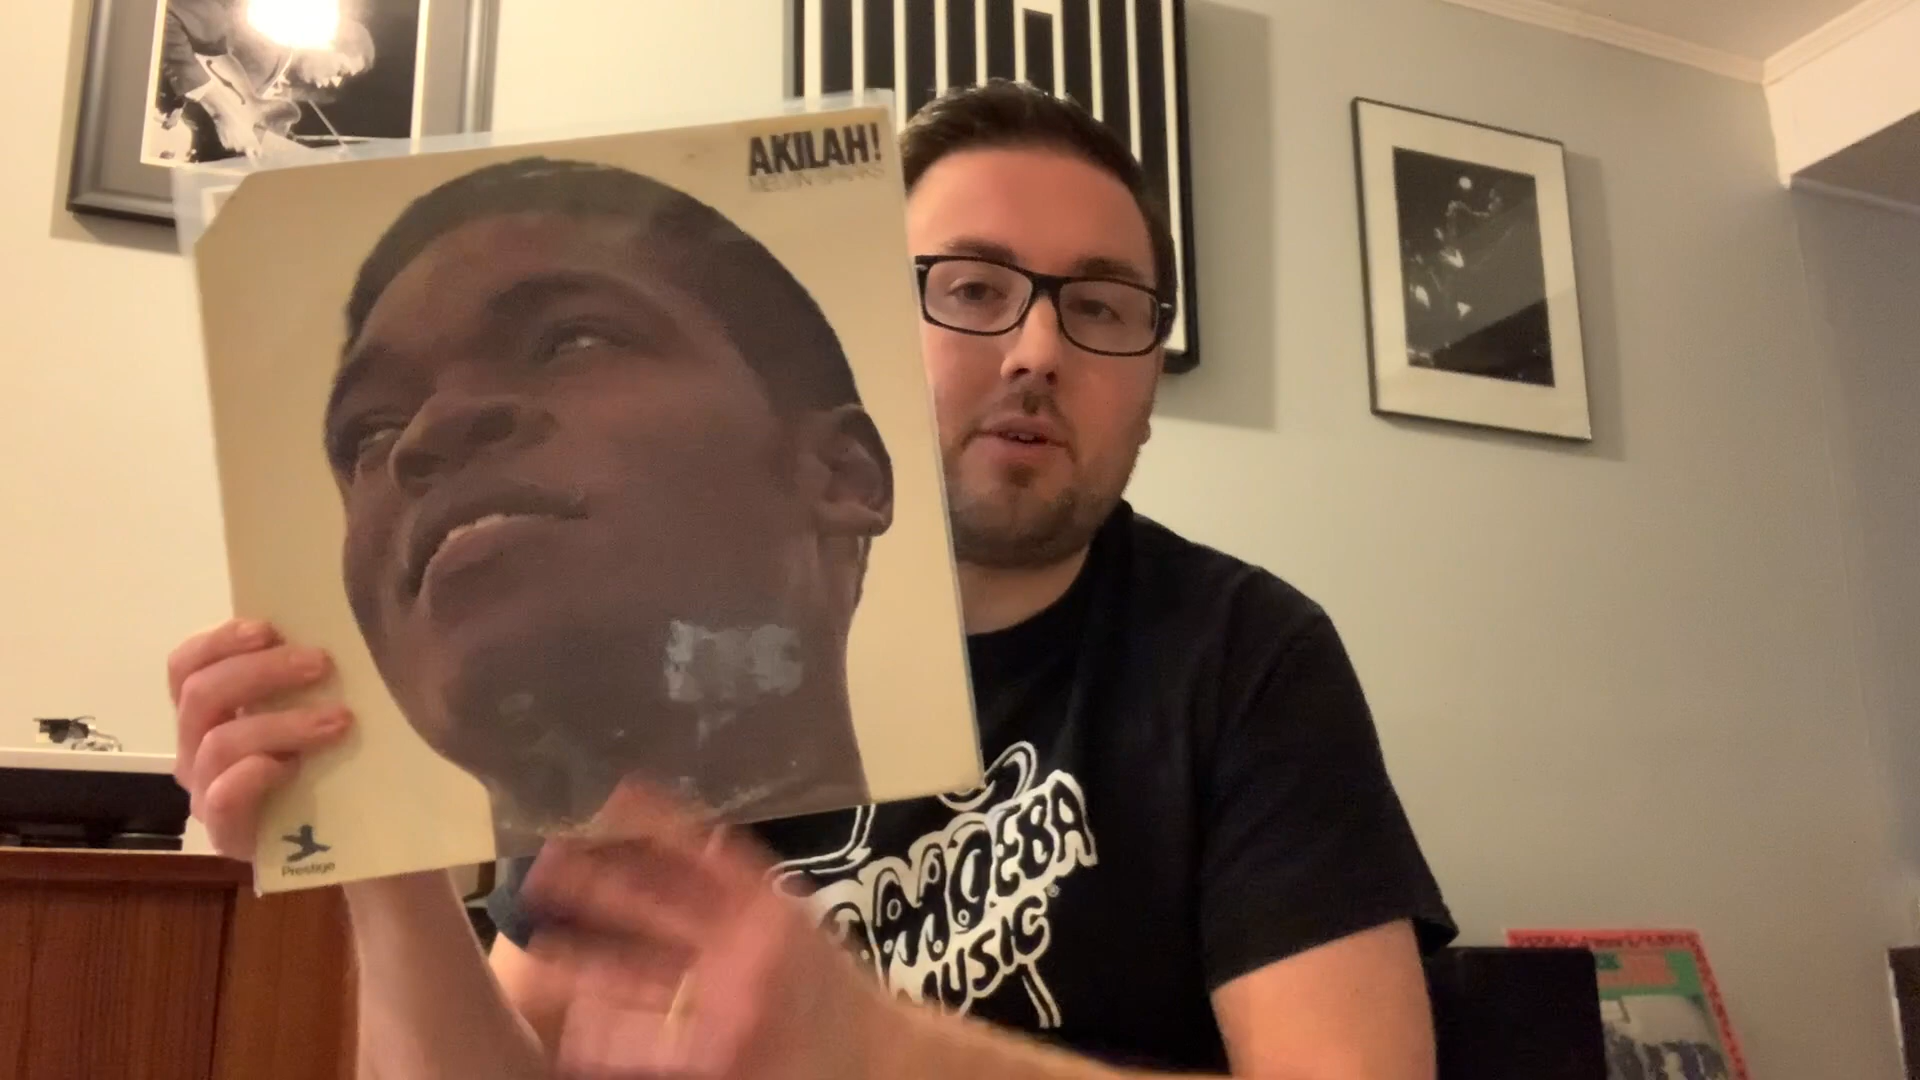 AKILAH!
MELVIN SPARKS
Prestige
AMOEBA
MUSIC®